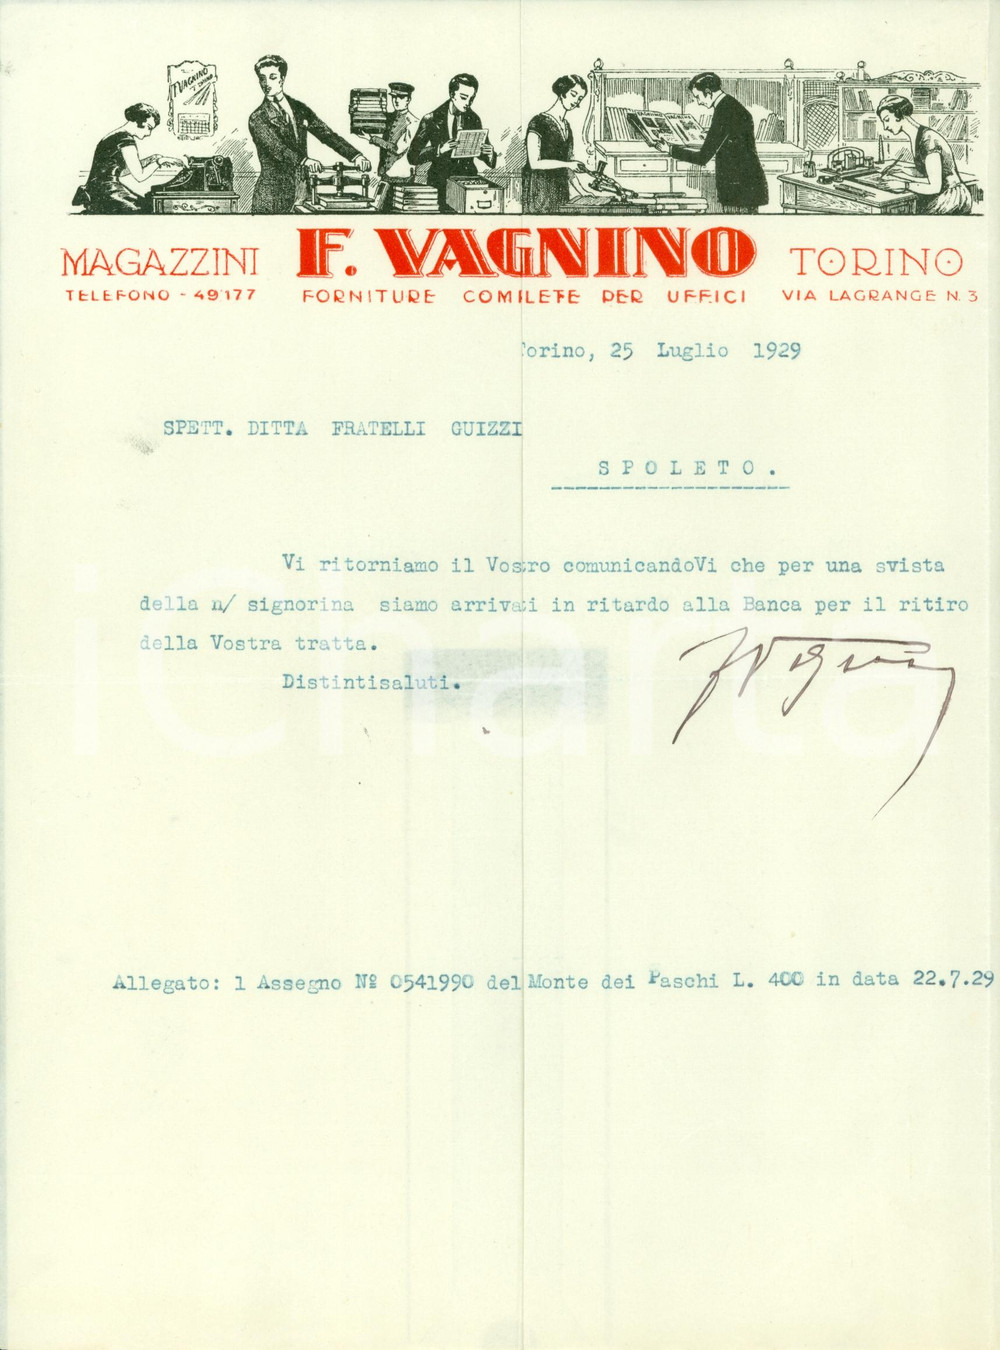 VAGNINO
TORINO
MAGAZZINI F. VAGNINO TORINO
TELEFONO - 49'177 FORNITURE COMPLETE PER UFFICI VIA LAGRANGE N. 3
Torino, 25 Luglio 1929
SPETT. DITTA FRATELLI GUIZZI
SPOLETO.
Vi ritorniamo il Vostro comunicandoVi che per una svista
della n/ signorina siamo arrivati in ritardo alla Banca per il ritiro
della Vostra tratta.
Distintisaluti.
iCharta
Allegato: 1 Assegno Nº 0541990 del Monte dei Paschi L. 400 in data 22.7.29